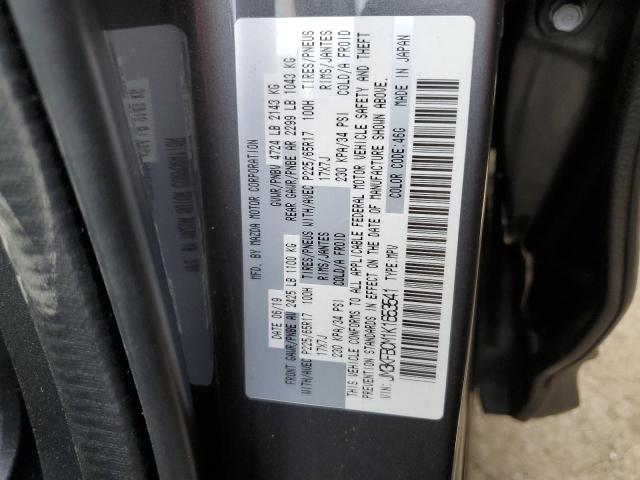 MFD. BY MAZDA MOTOR CORPORATION
DATE 06/19 GVWR/PNBV 4724 LB 2143 KG
FRONT GAWR/PNBE AV 2425 LB 1100 KG REAR GAWR/PNBE AR 2299 LB 1043 KG
WITH/AVEC P225/65R17 100H TIRES/PNEUS WITH/AVEC P225/65R17 100H TIRES/PNEUS
17X7J RIMS/JANTES 17X7J RIMS/JANTES
230 KPA/34 PSI COLD/A FROID 230 KPA/34 PSI COLD/A FROID
THIS VEHICLE CONFORMS TO ALL APPLICABLE FEDERAL MOTOR VEHICLE SAFETY AND THEFT
PREVENTION STANDARDS IN EFFECT ON THE DATE OF MANUFACTURE SHOWN ABOVE.
TYPE:MPV COLOR CODE:46G MADE IN JAPAN
VIN: JM3KFBCM1K1653541